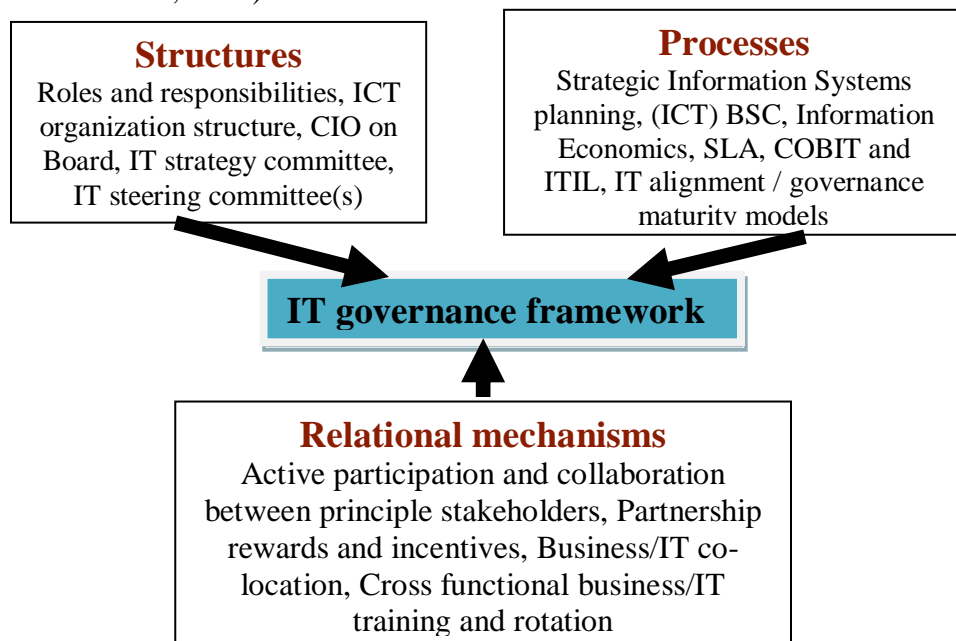 Structures
Roles and responsibilities, ICT
organization structure, CIO on
Board, IT strategy committee,
IT steering committee(s)
Processes
Strategic Information Systems
planning, (ICT) BSC, Information
Economics, SLA, COBIT and
ITIL, IT alignment / governance
maturity models
IT governance framework
Relational mechanisms
Active participation and collaboration
between principle stakeholders, Partnership
rewards and incentives, Business/IT co-
location, Cross functional business/IT
training and rotation